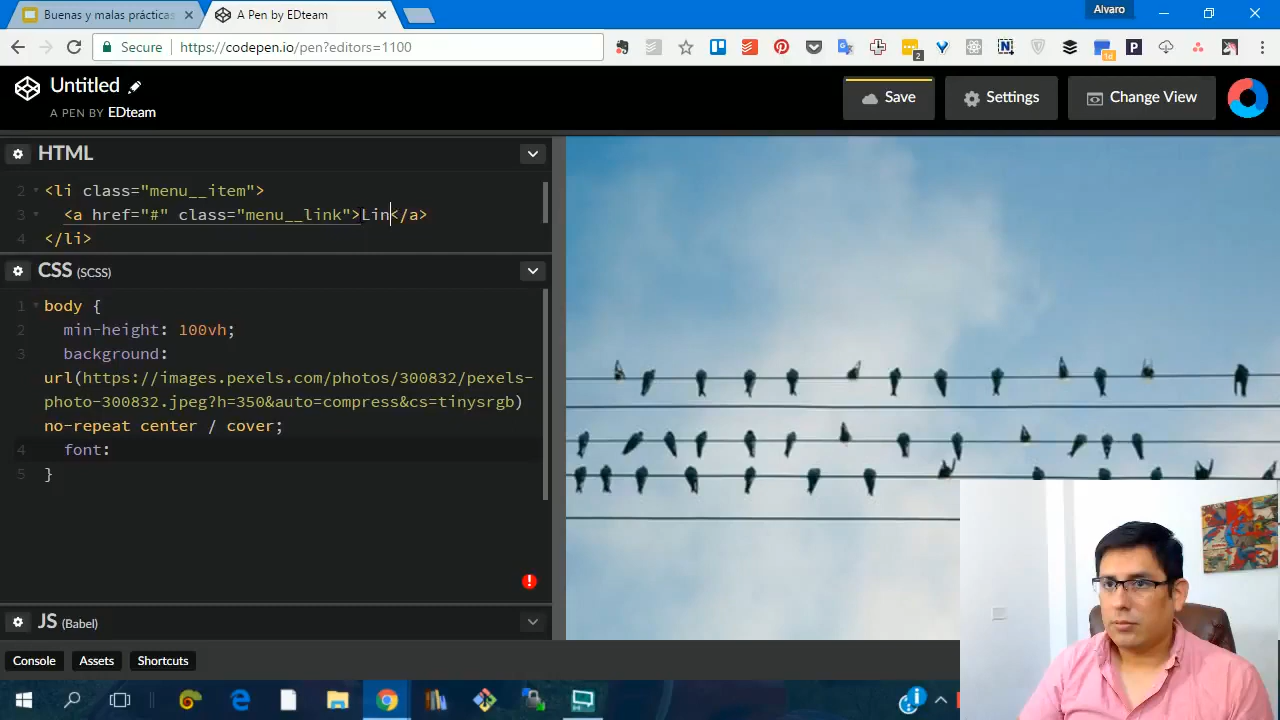 Buenas y malas prácticas
A Pen by EDteam
Alvaro
Secure
https://codepen.io/pen?editors=1100
2
1d
P
N
Untitled
A PEN BY EDteam
Save
Settings
Change View
HTML
2 <li class="menu__item">
3 <a href="#" class="menu__link">Lin</a>
4 </li>
CSS (SCSS)
1 body {
2 min-height: 100vh;
3 background:
url(https://images.pexels.com/photos/300832/pexels-
photo-300832.jpeg?h=350&auto=compress&cs=tinysrgb)
no-repeat center / cover;
4 font:
5 }
JS (Babel)
Console
Assets
Shortcuts